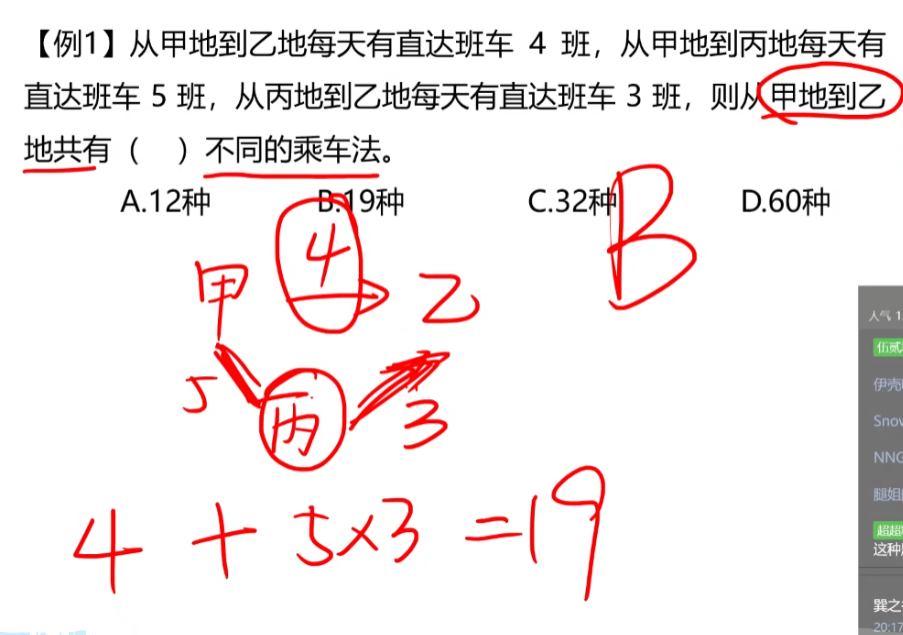 【例1】从甲地到乙地每天有直达班车 4 班，从甲地到丙地每天有
直达班车 5 班，从丙地到乙地每天有直达班车 3 班，则从甲地到乙
地共有（ ）不同的乘车法。
A.12种 B.19种 C.32种 D.60种
B
甲 4 乙
5 丙 3
4 + 5×3 = 19
人气 1
伍贰
伊壳
Snow
NNG
腿姐
超超
这种
巽之
20:17